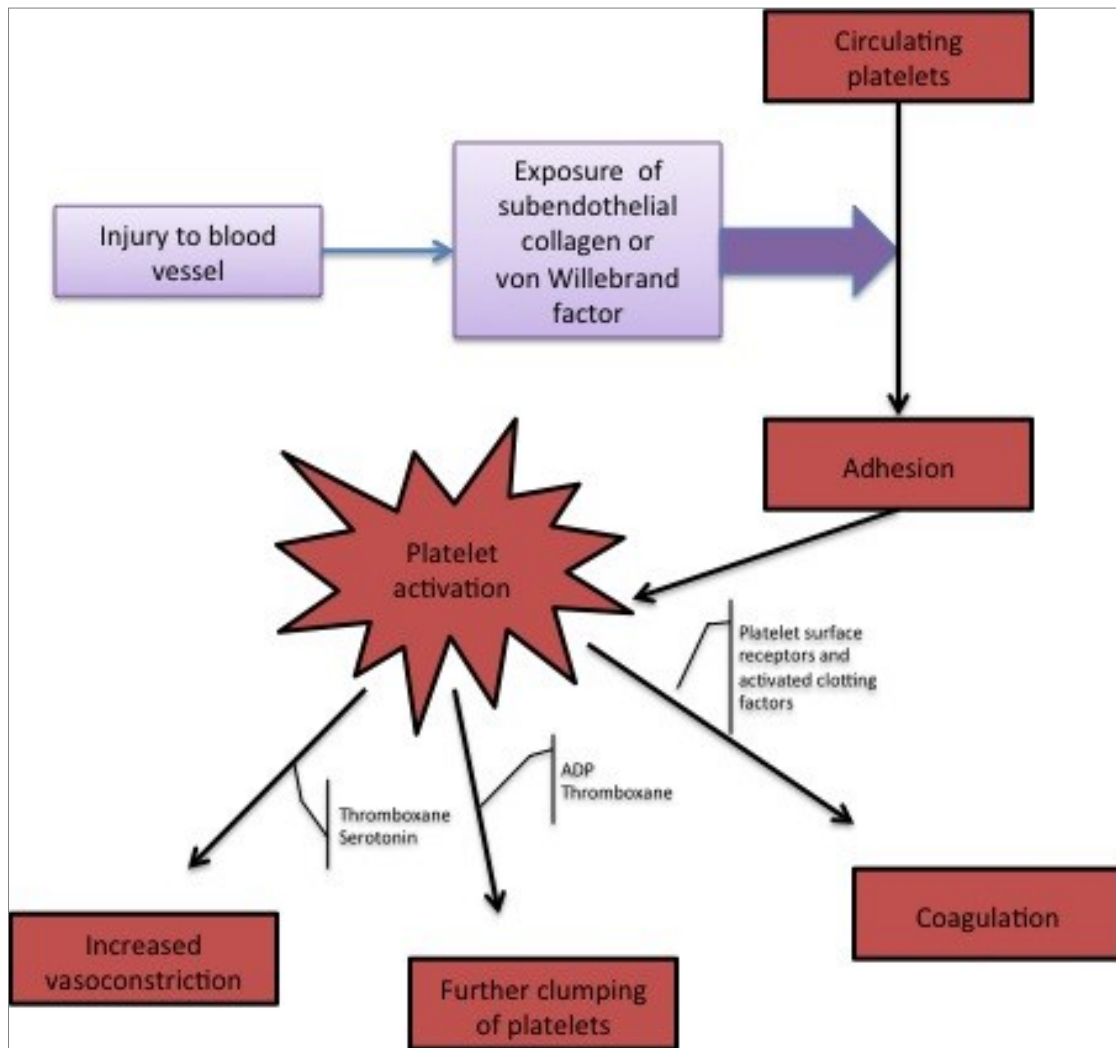 Circulating
platelets
Injury to blood
vessel
Exposure of
subendothelial
collagen or
von Willebrand
factor
Adhesion
Platelet
activation
Platelet surface
receptors and
activated clotting
factors
ADP
Thromboxane
Thromboxane
Serotonin
Increased
vasoconstriction
Further clumping
of platelets
Coagulation